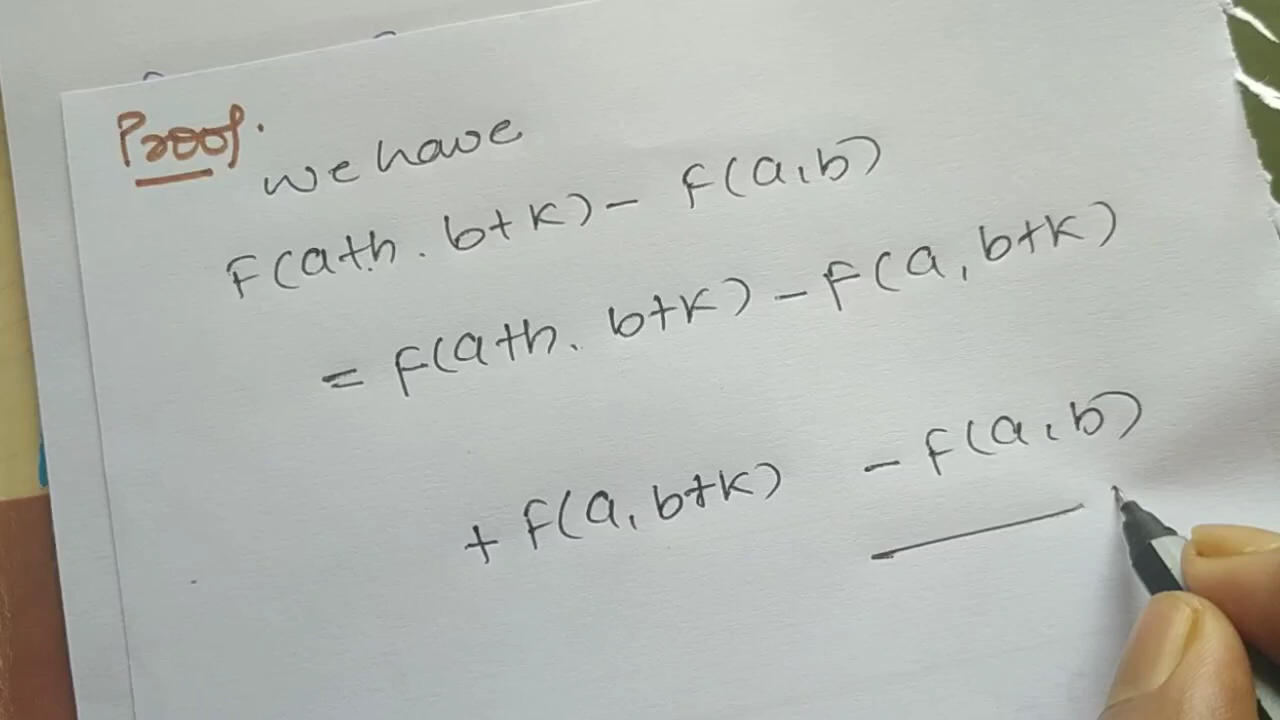 Proof.
we have
F(a+h. b+k) - F(a,b)
= F(a+h. b+k) - F(a, b+k)
+ F(a, b+k) - F(a,b)